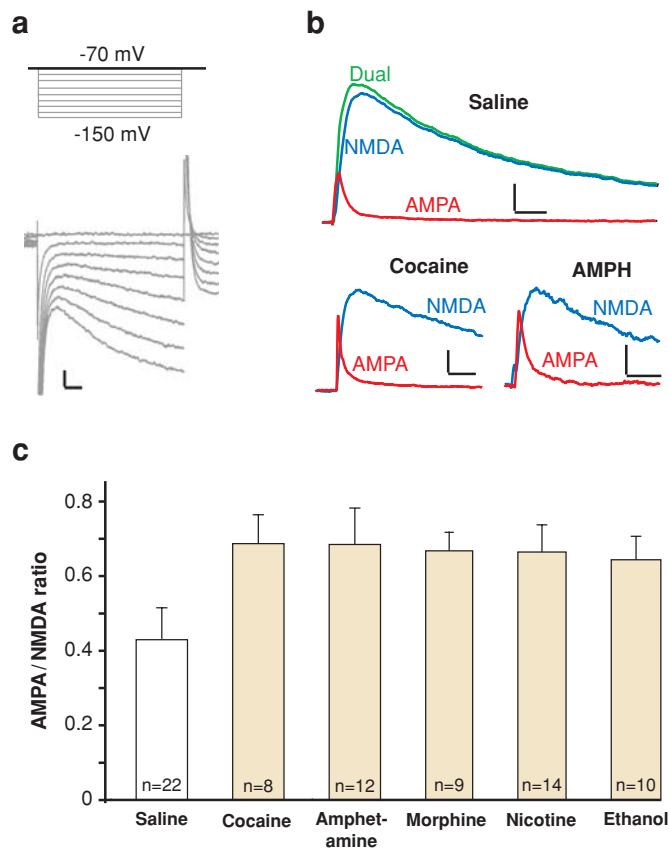 a
-70 mV
-150 mV
b
Dual
Saline
NMDA
AMPA
Cocaine
AMPH
NMDA
NMDA
AMPA
AMPA
c
AMPA/NMDA ratio
0.8
0.6
0.4
0.2
0
n=22
n=8
n=12
n=9
n=14
n=10
Saline
Cocaine
Amphet-
amine
Morphine
Nicotine
Ethanol